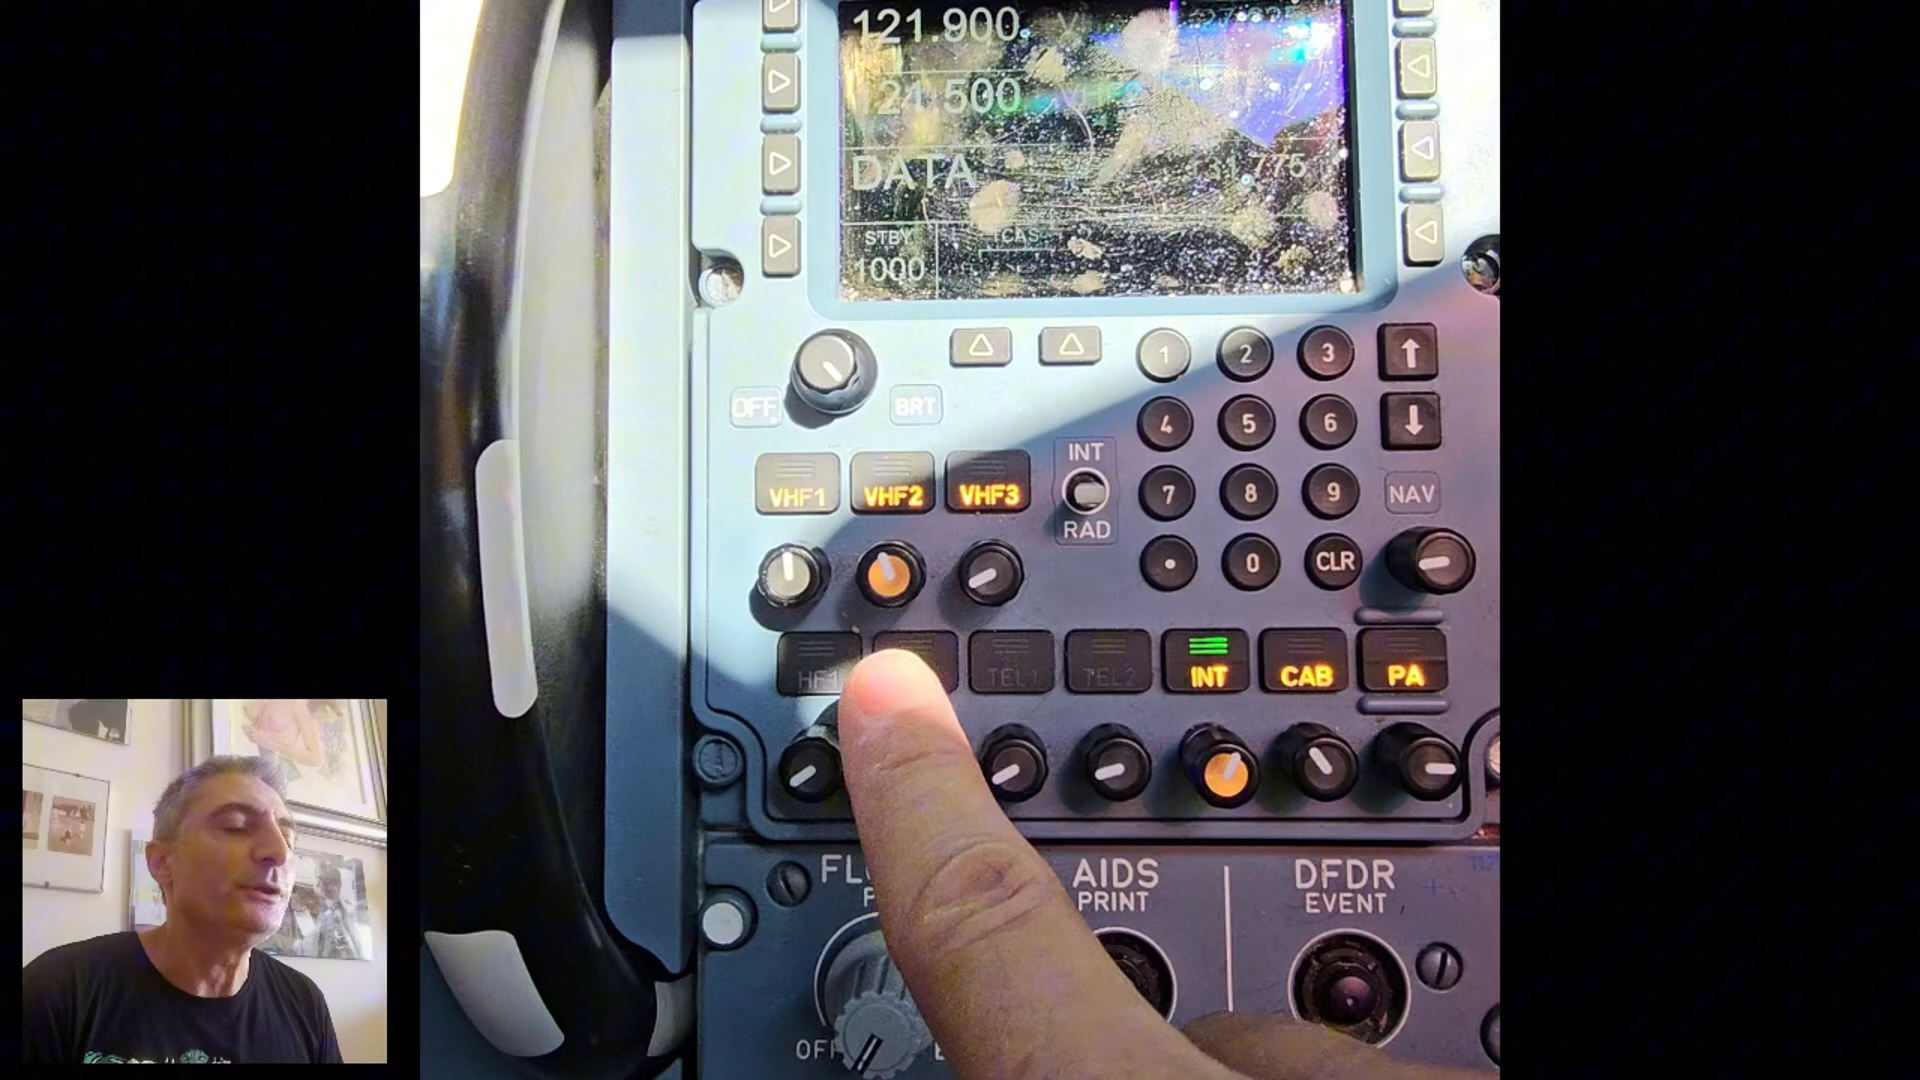 121.900
121.500
DATA
STBY
1000
1
2
3
OFF
BRT
4
5
6
INT
RAD
7
8
9
NAV
VHF1
VHF2
VHF3
0
CLR
HF1
TEL1
TEL2
INT
CAB
PA
AIDS
PRINT
DFDR
EVENT
OFF